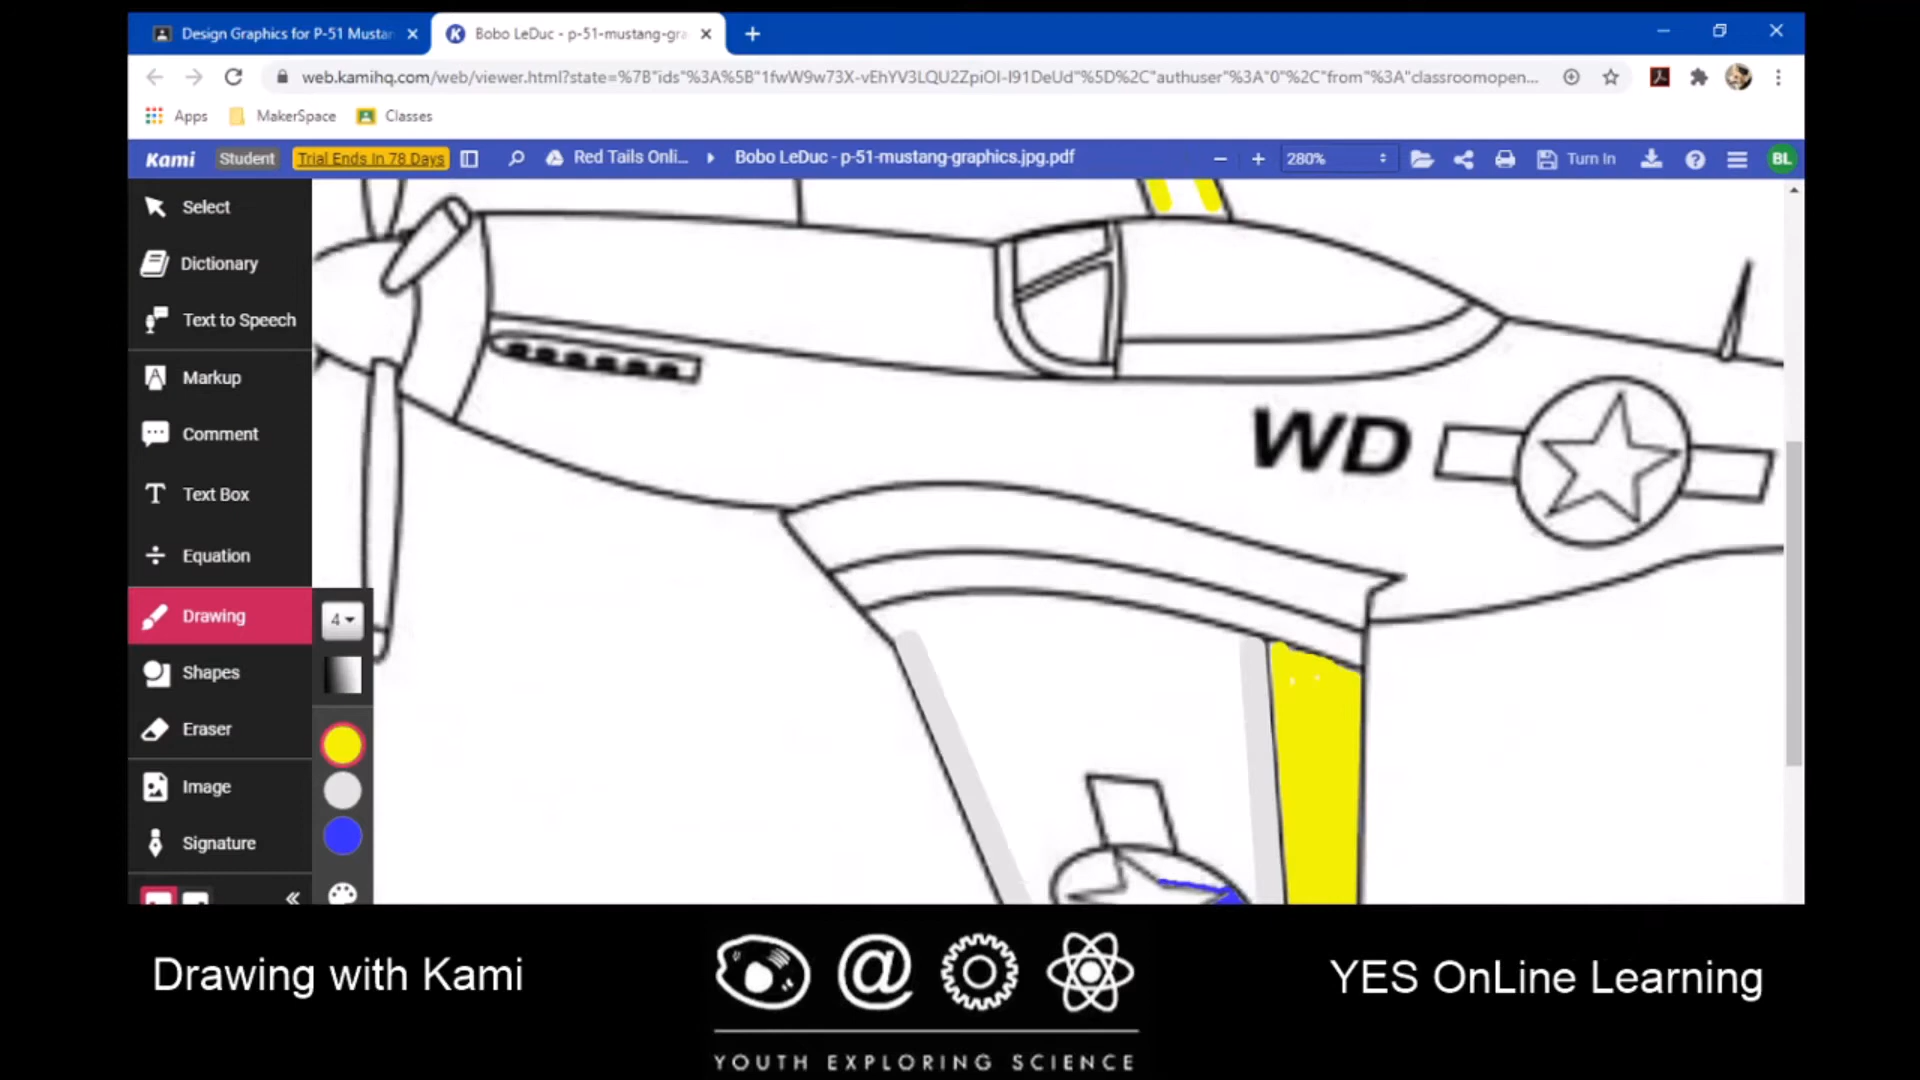 Design Graphics for P-51 Mustan
Bobo LeDuc - p-51-mustang-gra
web.kamihq.com/web/viewer.html?state=%7B"ids"%3A%5B"1fwW9w73X-vEhYV3LQU2ZpiOI-I91DeUd"%5D%2C"authuser"%3A"0"%2C"from"%3A"classroomopen...
Apps MakerSpace Classes
Kami Student Trial Ends In 78 Days Red Tails Onli... Bobo LeDuc - p-51-mustang-graphics.jpg.pdf 280% Turn In BL
Select
Dictionary
Text to Speech
Markup
Comment
Text Box
Equation
Drawing
4
Shapes
Eraser
Image
Signature
WD
Drawing with Kami
YES OnLine Learning
YOUTH EXPLORING SCIENCE